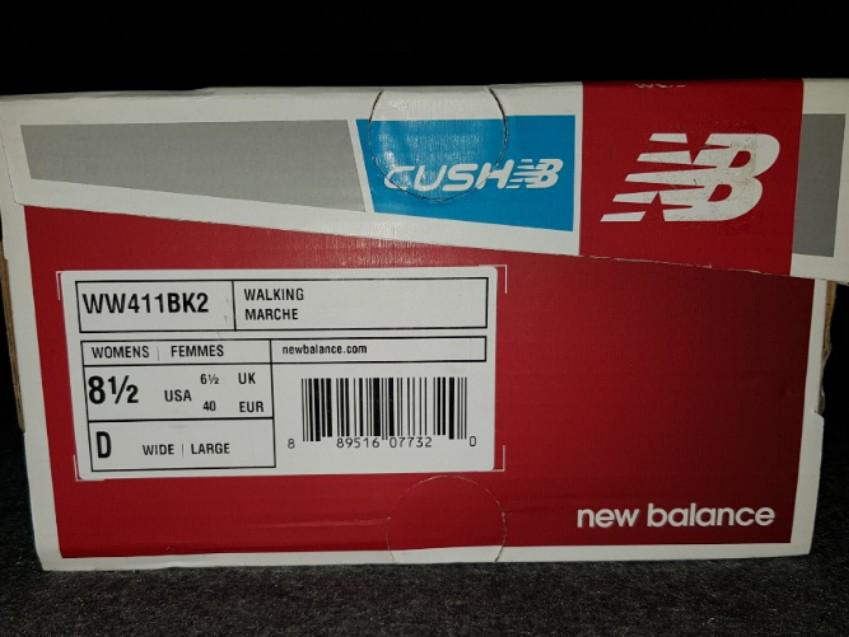 CUSH NB
NB
WW411BK2
WALKING
MARCHE
WOMENS | FEMMES
newbalance.com
8½ USA 6½ UK
40 EUR
D WIDE | LARGE
8 89516 07732 0
new balance